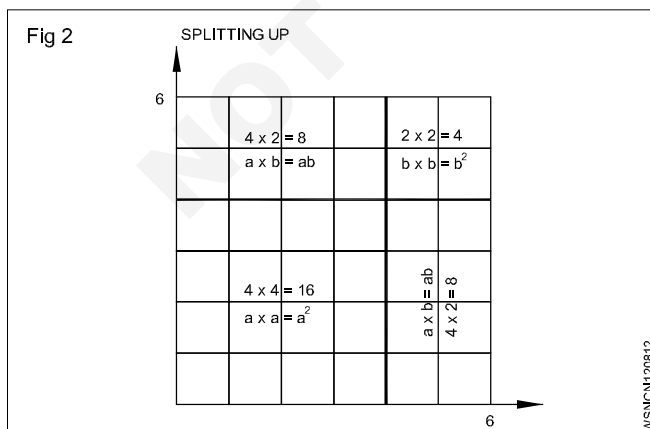 Fig 2
SPLITTING UP
NOT
6
4 x 2 = 8
a x b = ab
2 x 2 = 4
b x b = b²
4 x 4 = 16
a x a = a²
a x b = ab
4 x 2 = 8
6
WSNCN120812